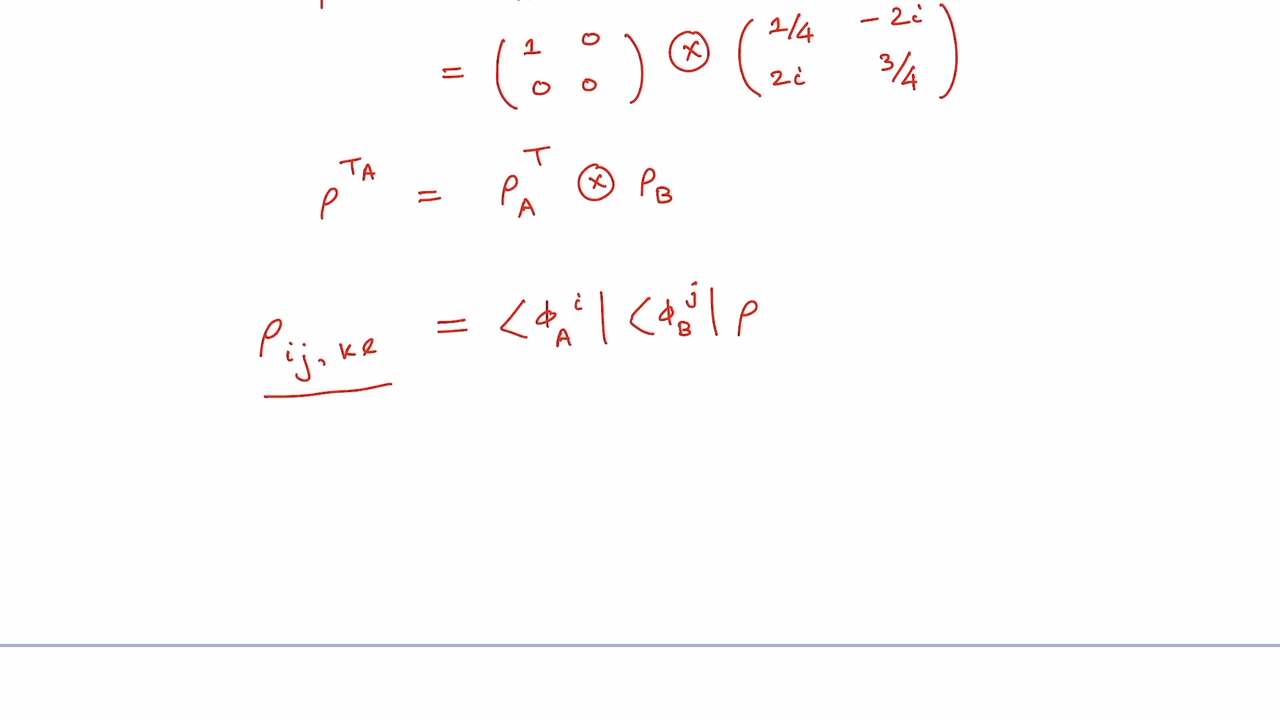 = ( 1 0 ; 0 0 ) ⊗ ( 1/4 -2i ; 2i 3/4 )
ρ^{T_A} = ρ_A^T ⊗ ρ_B
ρ_{ij, kl} = <ϕ_A^i| <ϕ_B^j| ρ